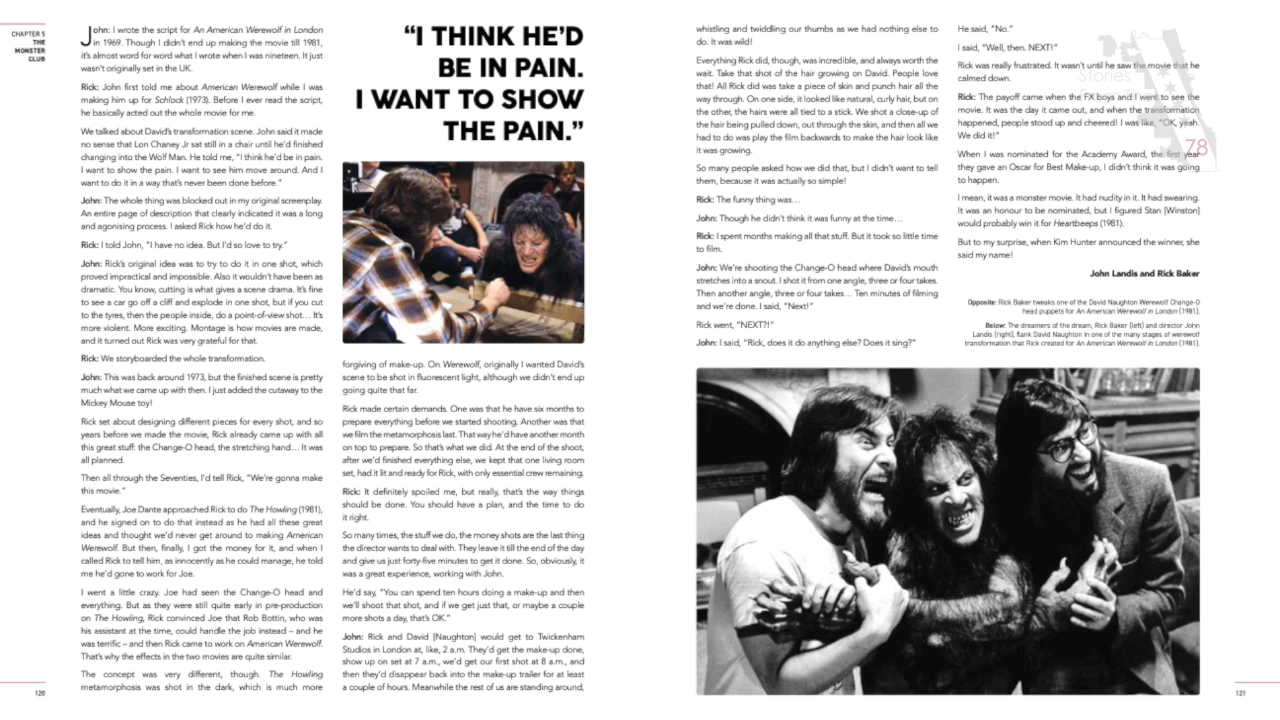 CHAPTER 5
THE
MONSTER
CLUB
John: I wrote the script for An American Werewolf in London
in 1969. Though I didn't end up making the movie till 1981,
it's almost word for word what I wrote when I was nineteen. It just
wasn't originally set in the UK.
Rick: John first told me about American Werewolf while I was
making him up for Schlock (1973). Before I ever read the script,
he basically acted out the whole movie for me.
We talked about David's transformation scene. John said it made
no sense that Lon Chaney Jr sat still in a chair until he'd finished
changing into the Wolf Man. He told me, "I think he'd be in pain.
I want to show the pain. I want to see him move around. And I
want to do it in a way that's never been done before."
John: The whole thing was blocked out in my original screenplay.
An entire page of description that clearly indicated it was a long
and agonising process. I asked Rick how he'd do it.
Rick: I told John, "I have no idea. But I'd so love to try."
John: Rick's original idea was to try to do it in one shot, which
proved impractical and impossible. Also it wouldn't have been as
dramatic. You know, cutting is what gives a scene drama. It's fine
to see a car go off a cliff and explode in one shot, but if you cut
to the tyres, then the people inside, do a point-of-view shot... It's
more violent. More exciting. Montage is how movies are made,
and it turned out Rick was very grateful for that.
Rick: We storyboarded the whole transformation.
John: This was back around 1973, but the finished scene is pretty
much what we came up with then. I just added the cutaway to the
Mickey Mouse toy!
Rick set about designing different pieces for every shot, and so
years before we made the movie, Rick already came up with all
this great stuff: the Change-O head, the stretching hand... It was
all planned.
Then all through the Seventies, I'd tell Rick, "We're gonna make
this movie."
Eventually, Joe Dante approached Rick to do The Howling (1981),
and he signed on to do that instead as he had all these great
ideas and thought we'd never get around to making American
Werewolf. But then, finally, I got the money for it, and when I
called Rick to tell him, as innocently as he could manage, he told
me he'd gone to work for Joe.
I went a little crazy. Joe had seen the Change-O head and
everything. But as they were still quite early in pre-production
on The Howling, Rick convinced Joe that Rob Bottin, who was
his assistant at the time, could handle the job instead – and he
was terrific – and then Rick came to work on American Werewolf.
That's why the effects in the two movies are quite similar.
The concept was very different, though. The Howling
metamorphosis was shot in the dark, which is much more
120
"I THINK HE'D
BE IN PAIN.
I WANT TO SHOW
THE PAIN."
forgiving of make-up. On Werewolf, originally I wanted David's
scene to be shot in fluorescent light, although we didn't end up
going quite that far.
Rick made certain demands. One was that he have six months to
prepare everything before we started shooting. Another was that
we film the metamorphosis last. That way he'd have another month
on top to prepare. So that's what we did. At the end of the shoot,
after we'd finished everything else, we kept that one living room
set, had it lit and ready for Rick, with only essential crew remaining.
Rick: It definitely spoiled me, but really, that's the way things
should be done. You should have a plan, and the time to do
it right.
So many times, the stuff we do, the money shots are the last thing
the director wants to deal with. They leave it till the end of the day
and give us just forty-five minutes to get it done. So, obviously, it
was a great experience, working with John.
He'd say, "You can spend ten hours doing a make-up and then
we'll shoot that shot, and if we get just that, or maybe a couple
more shots a day, that's OK."
John: Rick and David [Naughton] would get to Twickenham
Studios in London at, like, 2 a.m. They'd get the make-up done,
show up on set at 7 a.m., we'd get our first shot at 8 a.m., and
then they'd disappear back into the make-up trailer for at least
a couple of hours. Meanwhile the rest of us are standing around,
whistling and twiddling our thumbs as we had nothing else to
do. It was wild!
Everything Rick did, though, was incredible, and always worth the
wait. Take that shot of the hair growing on David. People love
that! All Rick did was take a piece of skin and punch hair all the
way through. On one side, it looked like natural, curly hair, but on
the other, the hairs were all tied to a stick. We shot a close-up of
the hair being pulled down, out through the skin, and then all we
had to do was play the film backwards to make the hair look like
it was growing.
So many people asked how we did that, but I didn't want to tell
them, because it was actually so simple!
Rick: The funny thing was...
John: Though he didn't think it was funny at the time...
Rick: I spent months making all that stuff. But it took so little time
to film.
John: We're shooting the Change-O head where David's mouth
stretches into a snout. I shot it from one angle, three or four takes.
Then another angle, three or four takes... Ten minutes of filming
and we're done. I said, "Next!"
Rick went, "NEXT?!"
John: I said, "Rick, does it do anything else? Does it sing?"
He said, "No."
I said, "Well, then. NEXT!"
Rick was really frustrated. It wasn't until he saw the movie that he
calmed down.
Rick: The payoff came when the FX boys and I went to see the
movie. It was the day it came out, and when the transformation
happened, people stood up and cheered! I was like, "OK, yeah.
We did it!"
When I was nominated for the Academy Award, the first year
they gave an Oscar for Best Make-up, I didn't think it was going
to happen.
I mean, it was a monster movie. It had nudity in it. It had swearing.
It was an honour to be nominated, but I figured Stan [Winston]
would probably win it for Heartbeeps (1981).
But to my surprise, when Kim Hunter announced the winner, she
said my name!
John Landis and Rick Baker
Opposite: Rick Baker tweaks one of the David Naughton Werewolf Change-O
head puppets for An American Werewolf in London (1981).
Below: The dreamers of the dream, Rick Baker (left) and director John
Landis (right), flank David Naughton in one of the many stages of werewolf
transformation that Rick created for An American Werewolf in London (1981).
Stories
78
121